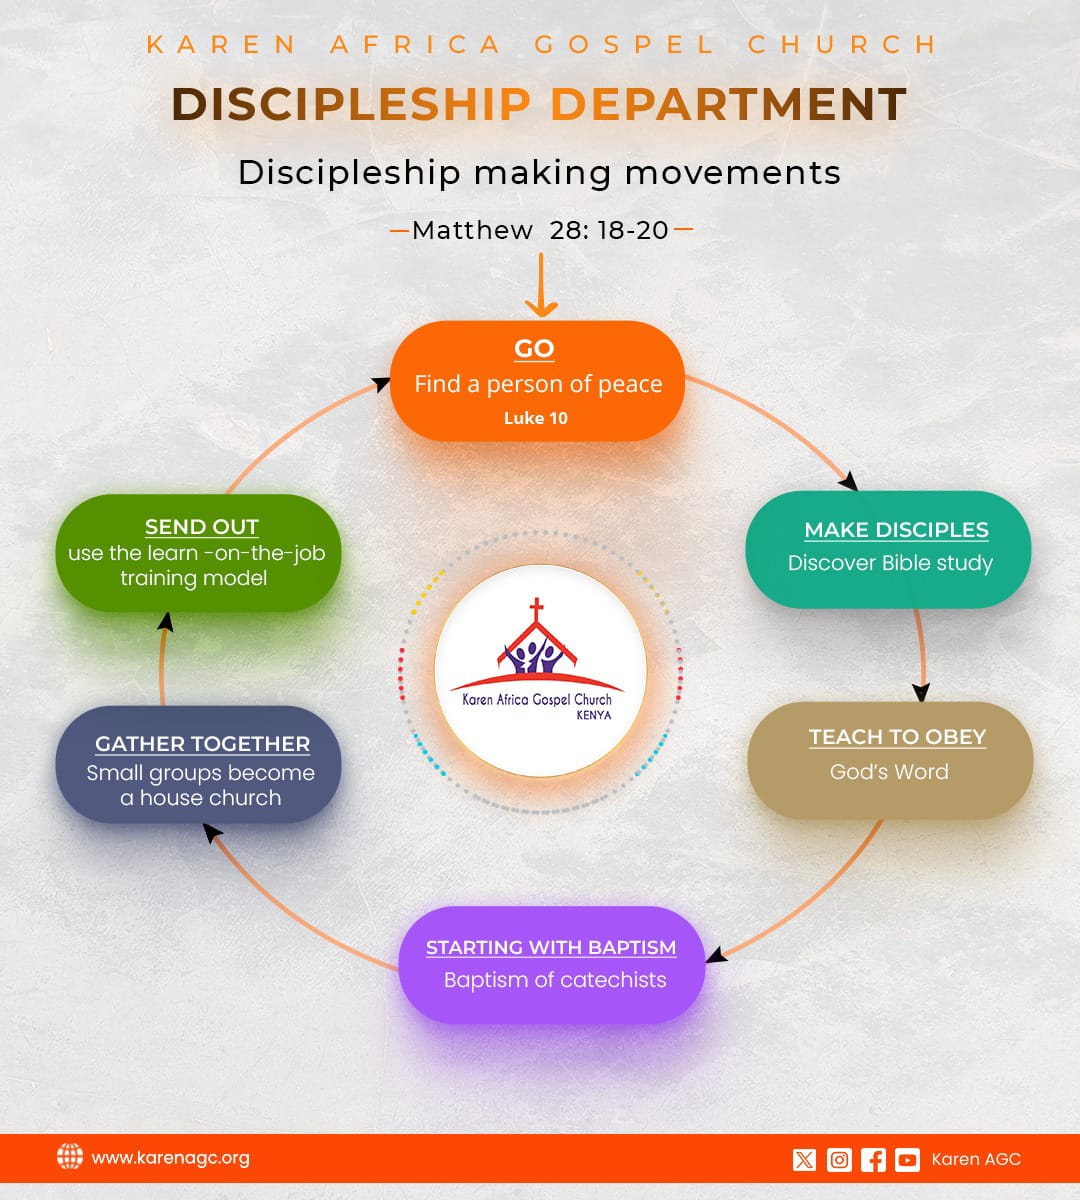 KAREN AFRICA GOSPEL CHURCH
DISCIPLESHIP DEPARTMENT
Discipleship making movements
Matthew 28: 18-20
GO
Find a person of peace
Luke 10
MAKE DISCIPLES
Discover Bible study
TEACH TO OBEY
God's Word
STARTING WITH BAPTISM
Baptism of catechists
GATHER TOGETHER
Small groups become
a house church
SEND OUT
use the learn -on-the-job
training model
Karen Africa Gospel Church
KENYA
www.karenagc.org
Karen AGC